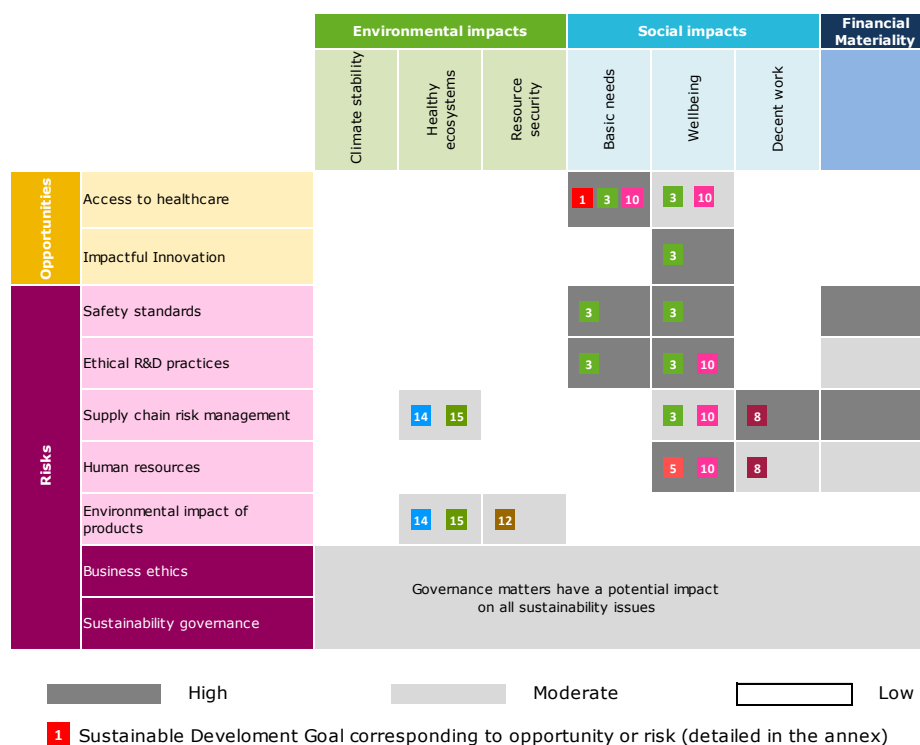 Environmental impacts
Social impacts
Financial
Materiality
Climate stability
Healthy
ecosystems
Resource
security
Basic needs
Wellbeing
Decent work
Opportunities
Access to healthcare
1 3 10
3 10
Impactful Innovation
3
Risks
Safety standards
3
3
Ethical R&D practices
3
3 10
Supply chain risk management
14 15
3 10
8
Human resources
5 10
8
Environmental impact of
products
14 15
12
Business ethics
Sustainability governance
Governance matters have a potential impact
on all sustainability issues
High
Moderate
Low
1 Sustainable Develoment Goal corresponding to opportunity or risk (detailed in the annex)